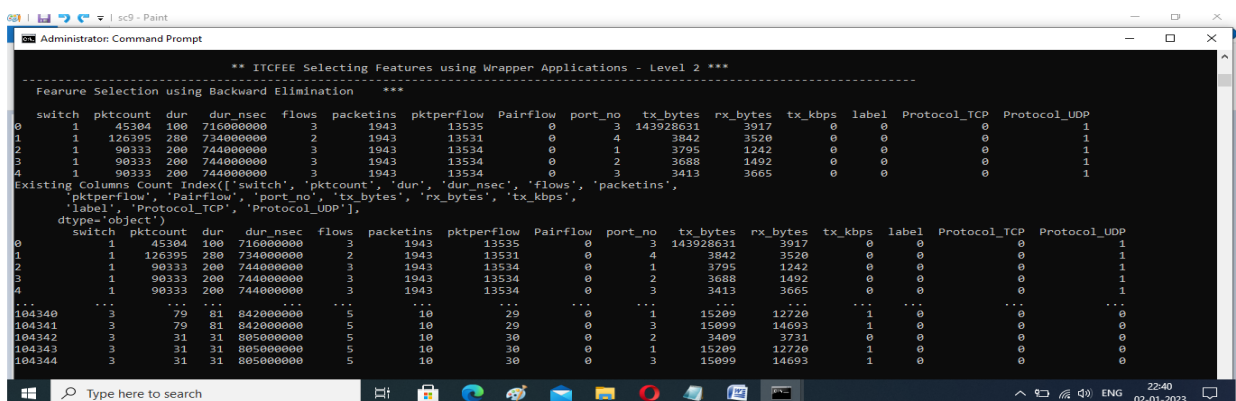 sc9 - Paint
Administrator: Command Prompt
** ITCFEE Selecting Features using Wrapper Applications - Level 2 ***
--------------------------------------------------------------------------------------------------------------
Fearure Selection using Backward Elimination    ***
switch  pktcount  dur   dur_nsec  flows  packetins  pktperflow  Pairflow  port_no   tx_bytes  rx_bytes  tx_kbps  label  Protocol_TCP  Protocol_UDP
0 1 45304 100 716000000 3 1943 13535 0 3 143928631 3917 0 0 0 1
1 1 126395 280 734000000 2 1943 13531 0 4 3842 3520 0 0 0 1
2 1 90333 200 744000000 3 1943 13534 0 1 3795 1242 0 0 0 1
3 1 90333 200 744000000 3 1943 13534 0 2 3688 1492 0 0 0 1
4 1 90333 200 744000000 3 1943 13534 0 3 3413 3665 0 0 0 1
Existing Columns Count Index(['switch', 'pktcount', 'dur', 'dur_nsec', 'flows', 'packetins',
'pktperflow', 'Pairflow', 'port_no', 'tx_bytes', 'rx_bytes', 'tx_kbps',
'label', 'Protocol_TCP', 'Protocol_UDP'],
dtype='object')
switch  pktcount  dur   dur_nsec  flows  packetins  pktperflow  Pairflow  port_no   tx_bytes  rx_bytes  tx_kbps  label  Protocol_TCP  Protocol_UDP
0 1 45304 100 716000000 3 1943 13535 0 3 143928631 3917 0 0 0 1
1 1 126395 280 734000000 2 1943 13531 0 4 3842 3520 0 0 0 1
2 1 90333 200 744000000 3 1943 13534 0 1 3795 1242 0 0 0 1
3 1 90333 200 744000000 3 1943 13534 0 2 3688 1492 0 0 0 1
4 1 90333 200 744000000 3 1943 13534 0 3 3413 3665 0 0 0 1
... ... ... ... ... ... ... ... ... ... ... ... ... ... ... ...
104340 3 79 81 842000000 5 10 29 0 1 15209 12720 1 0 0 0
104341 3 79 81 842000000 5 10 29 0 3 15099 14693 1 0 0 0
104342 3 31 31 805000000 5 10 30 0 2 3409 3731 0 0 0 0
104343 3 31 31 805000000 5 10 30 0 1 15209 12720 1 0 0 0
104344 3 31 31 805000000 5 10 30 0 3 15099 14693 1 0 0 0
Type here to search
ENG
22:40
02-01-2023